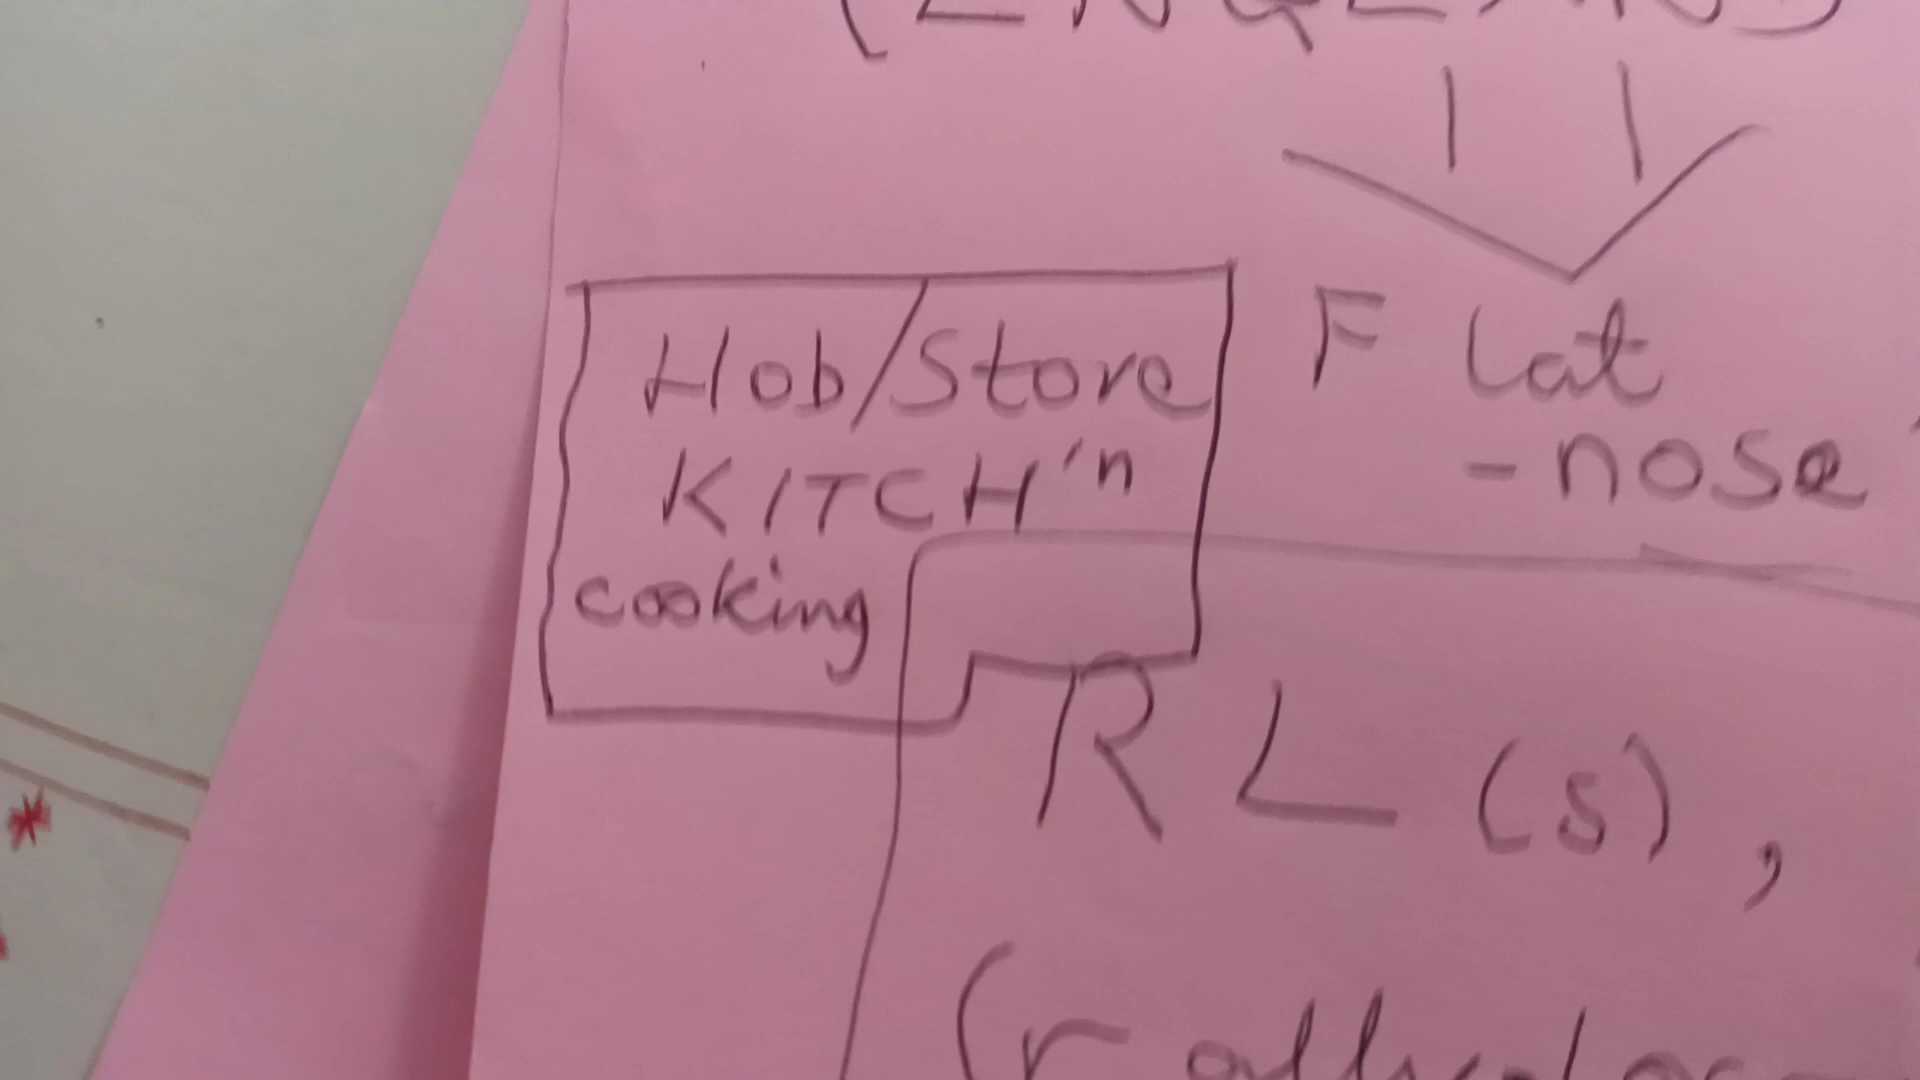 Hob/Store
KITCH'n
cooking
F lat
-nose
RL(s),